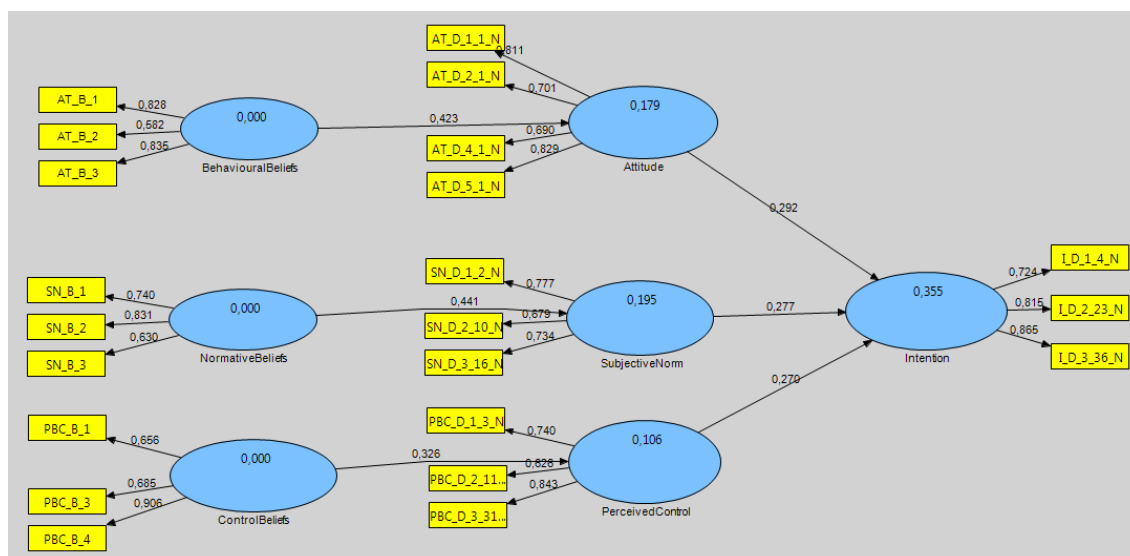 AT_D_1_1_N
0,811
AT_D_2_1_N
0,701
0,179
AT_B_1
0,828
0,000
AT_B_2
0,582
0,423
AT_D_4_1_N
0,690
AT_B_3
0,835
0,829
BehaviouralBeliefs
Attitude
AT_D_5_1_N
0,292
SN_D_1_2_N
0,777
I_D_1_4_N
0,724
SN_B_1
0,740
0,000
0,441
0,195
0,355
SN_B_2
0,831
SN_D_2_10_N
0,679
0,277
0,815
I_D_2_23_N
SN_B_3
0,630
SN_D_3_16_N
0,734
0,865
NormativeBeliefs
SubjectiveNorm
Intention
I_D_3_36_N
0,270
PBC_B_1
0,656
PBC_D_1_3_N
0,740
0,106
0,000
0,326
PBC_D_2_11...
0,626
PBC_B_3
0,685
0,843
PBC_B_4
0,906
ControlBeliefs
PBC_D_3_31...
PerceivedControl